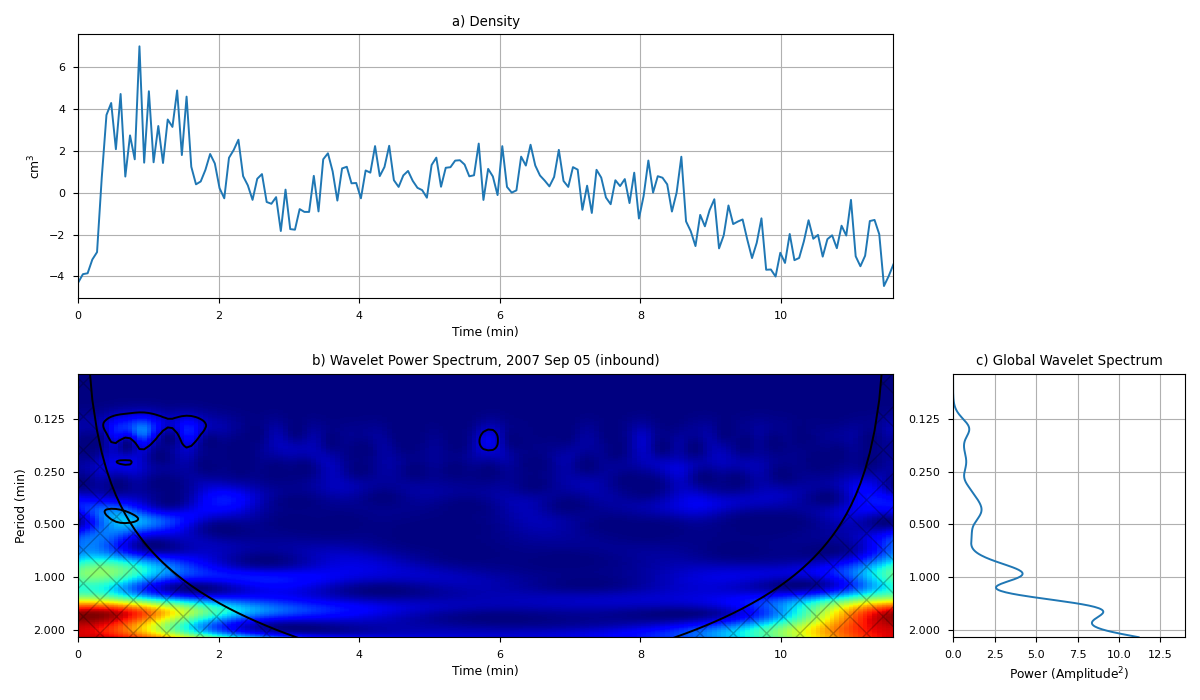 a) Density
6
4
2
0
−2
−4
cm³
0 2 4 6 8 10
Time (min)
b) Wavelet Power Spectrum, 2007 Sep 05 (inbound)
0.125
0.250
0.500
1.000
2.000
Period (min)
0 2 4 6 8 10
Time (min)
c) Global Wavelet Spectrum
0.125
0.250
0.500
1.000
2.000
0.0 2.5 5.0 7.5 10.0 12.5
Power (Amplitude²)